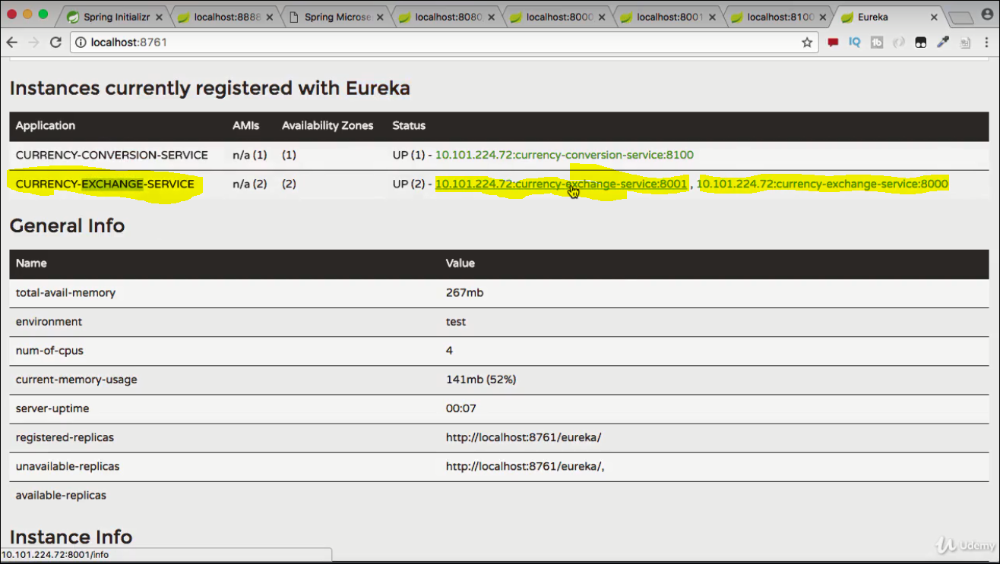 Spring Initializr
localhost:8888
Spring Microse
localhost:8080
localhost:8000
localhost:8001
localhost:8100
Eureka
localhost:8761
IQ
tb
Instances currently registered with Eureka
Application AMIs Availability Zones Status
CURRENCY-CONVERSION-SERVICE n/a (1) (1) UP (1) - 10.101.224.72:currency-conversion-service:8100
CURRENCY-EXCHANGE-SERVICE n/a (2) (2) UP (2) - 10.101.224.72:currency-exchange-service:8001 , 10.101.224.72:currency-exchange-service:8000
General Info
Name Value
total-avail-memory 267mb
environment test
num-of-cpus 4
current-memory-usage 141mb (52%)
server-uptime 00:07
registered-replicas http://localhost:8761/eureka/
unavailable-replicas http://localhost:8761/eureka/,
available-replicas
Instance Info
10.101.224.72:8001/info
Udemy